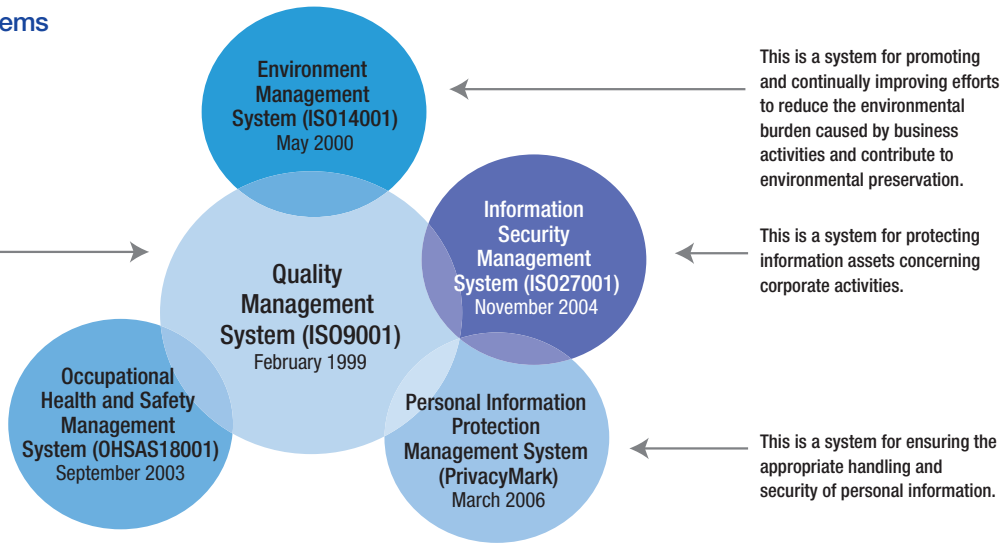 ems
Environment
Management
System (ISO14001)
May 2000
This is a system for promoting
and continually improving efforts
to reduce the environmental
burden caused by business
activities and contribute to
environmental preservation.
Information
Security
Management
System (ISO27001)
November 2004
This is a system for protecting
information assets concerning
corporate activities.
Quality
Management
System (ISO9001)
February 1999
Occupational
Health and Safety
Management
System (OHSAS18001)
September 2003
Personal Information
Protection
Management System
(PrivacyMark)
March 2006
This is a system for ensuring the
appropriate handling and
security of personal information.